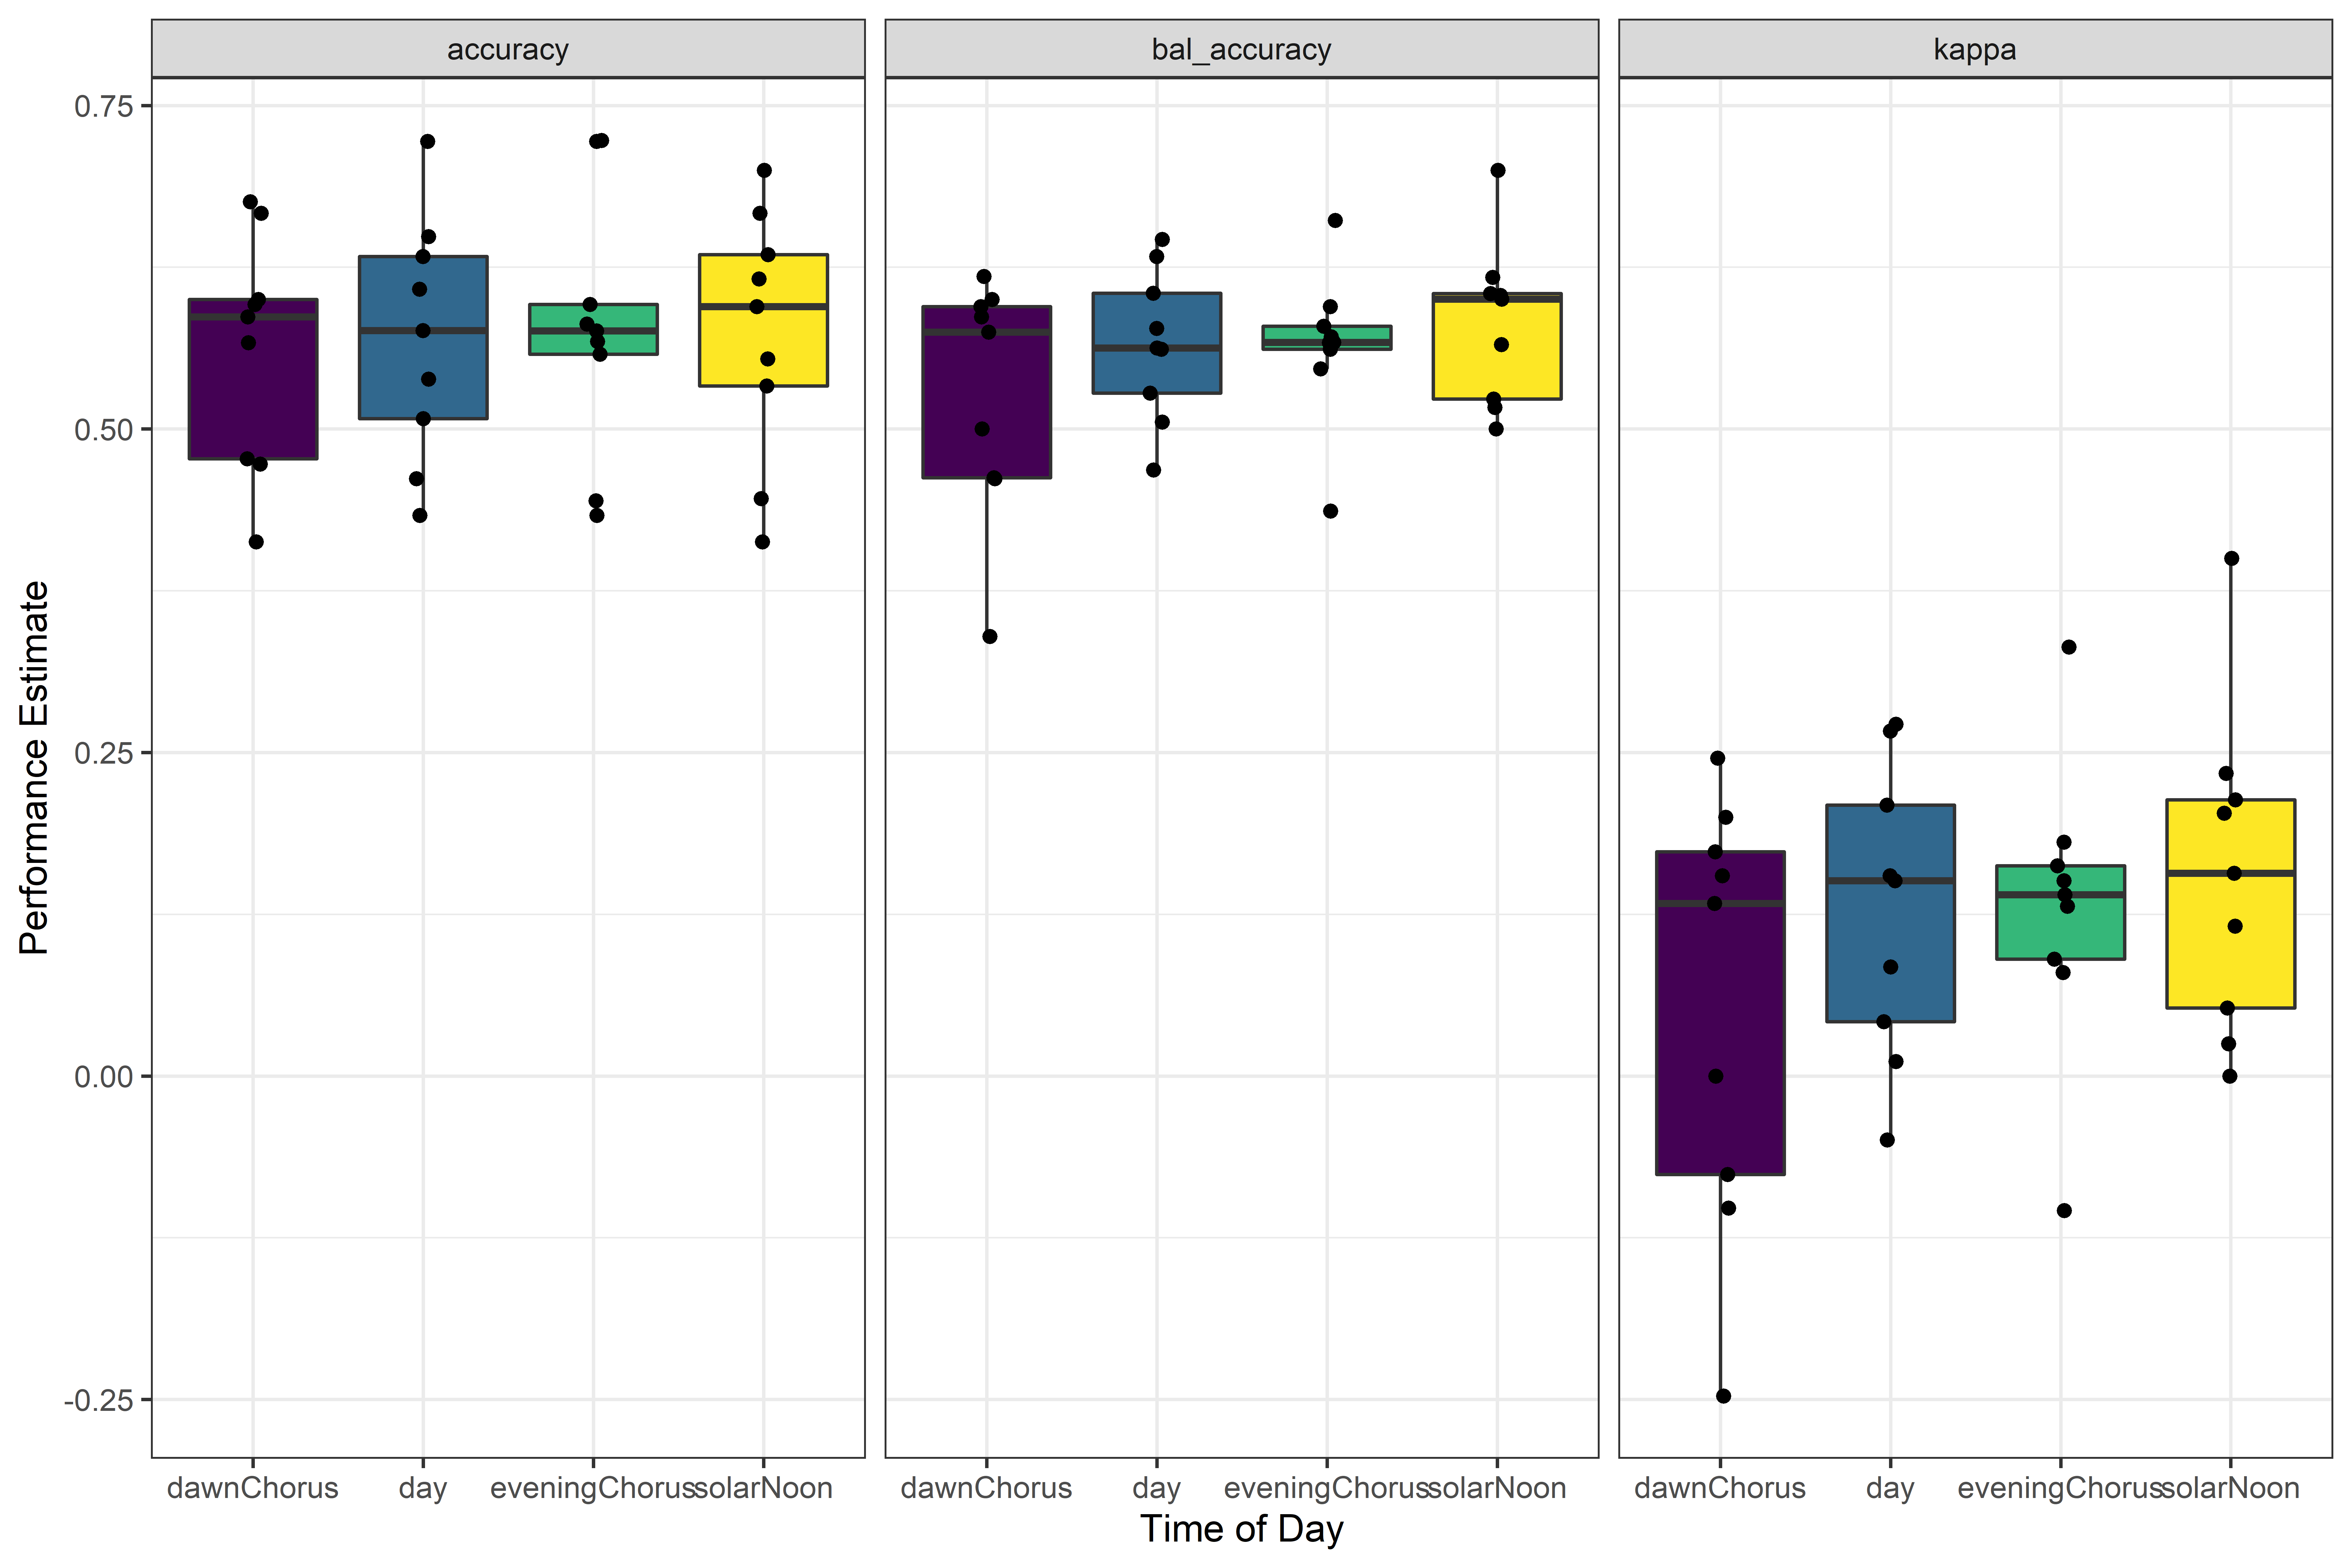 accuracy bal_accuracy kappa
0.75
0.50
0.25
0.00
-0.25
Performance Estimate
dawnChorus day eveningChorus solarNoon dawnChorus day eveningChorus solarNoon dawnChorus day eveningChorus solarNoon
Time of Day